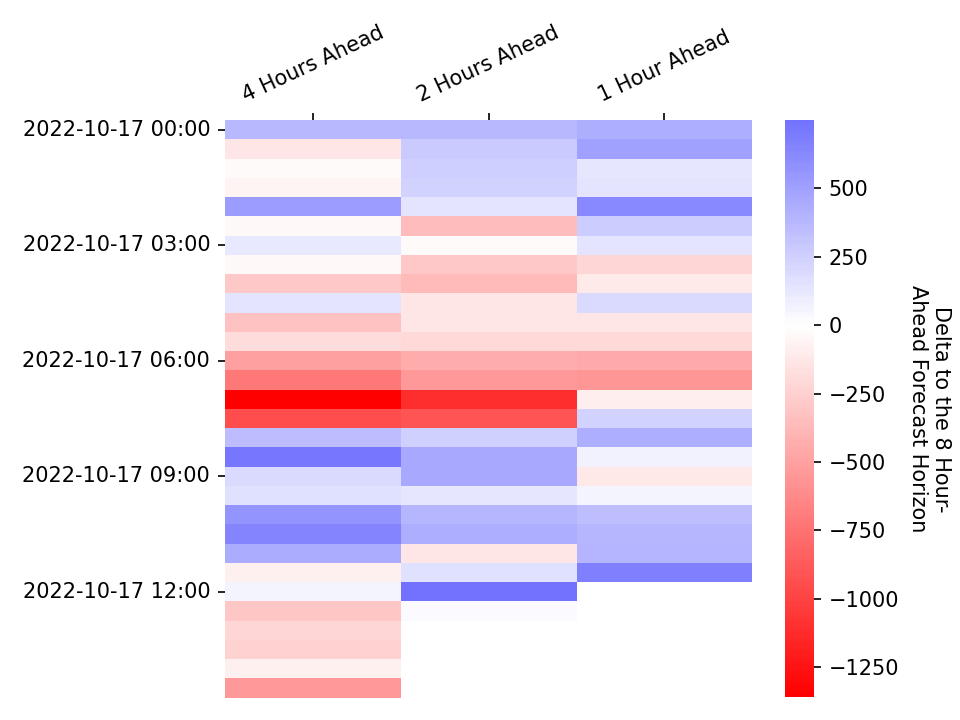 4 Hours Ahead
2 Hours Ahead
1 Hour Ahead
2022-10-17 00:00
2022-10-17 03:00
2022-10-17 06:00
2022-10-17 09:00
2022-10-17 12:00
500
250
0
−250
−500
−750
−1000
−1250
Delta to the 8 Hour-
Ahead Forecast Horizon